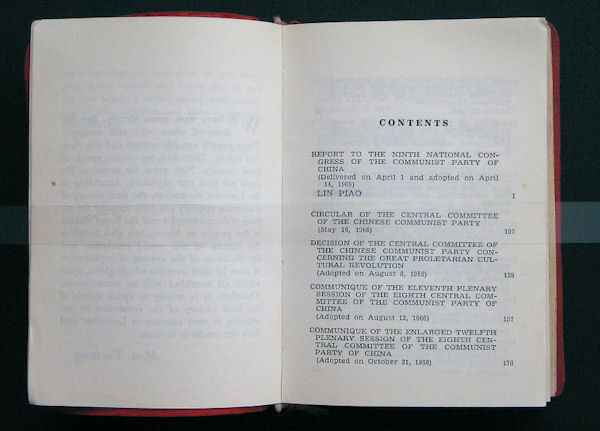 CONTENTS
REPORT TO THE NINTH NATIONAL CON-
GRESS OF THE COMMUNIST PARTY OF
CHINA
(Delivered on April 1 and adopted on April
14, 1969)
LIN PIAO 1
CIRCULAR OF THE CENTRAL COMMITTEE
OF THE CHINESE COMMUNIST PARTY
(May 16, 1966) 107
DECISION OF THE CENTRAL COMMITTEE OF
THE CHINESE COMMUNIST PARTY CON-
CERNING THE GREAT PROLETARIAN CUL-
TURAL REVOLUTION
(Adopted on August 8, 1966) 129
COMMUNIQUE OF THE ELEVENTH PLENARY
SESSION OF THE EIGHTH CENTRAL COM-
MITTEE OF THE COMMUNIST PARTY OF
CHINA
(Adopted on August 12, 1966) 157
COMMUNIQUE OF THE ENLARGED TWELFTH
PLENARY SESSION OF THE EIGHTH CEN-
TRAL COMMITTEE OF THE COMMUNIST
PARTY OF CHINA
(Adopted on October 31, 1968) 178